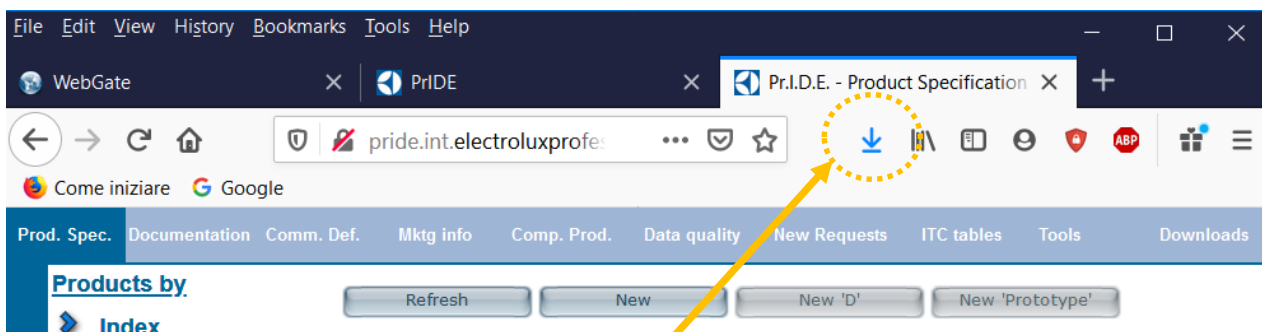 File Edit View History Bookmarks Tools Help
WebGate PrIDE Pr.I.D.E. - Product Specification
pride.int.electroluxprofes
ABP
Come iniziare G Google
Prod. Spec. Documentation Comm. Def. Mktg info Comp. Prod. Data quality New Requests ITC tables Tools Downloads
Products by Refresh New New 'D' New 'Prototype'
Index